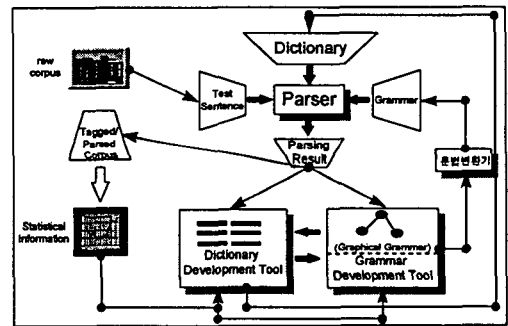 Dictionary
raw
corpus
Test
Sentence
Parser
Grammar
Tagged/
Parsed
Corpus
Parsing
Result
문법변환기
Statistical
Information
Dictionary
Development Tool
(Graphical Grammar)
Grammar
Development Tool